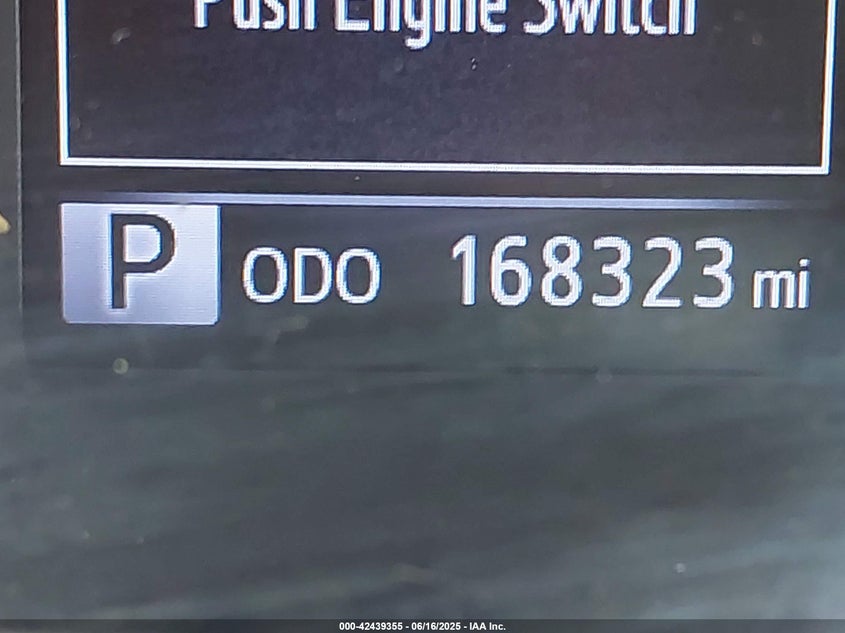 Push Engine Switch
P ODO 168323 mi
000-42439355 - 06/16/2025 - IAA Inc.